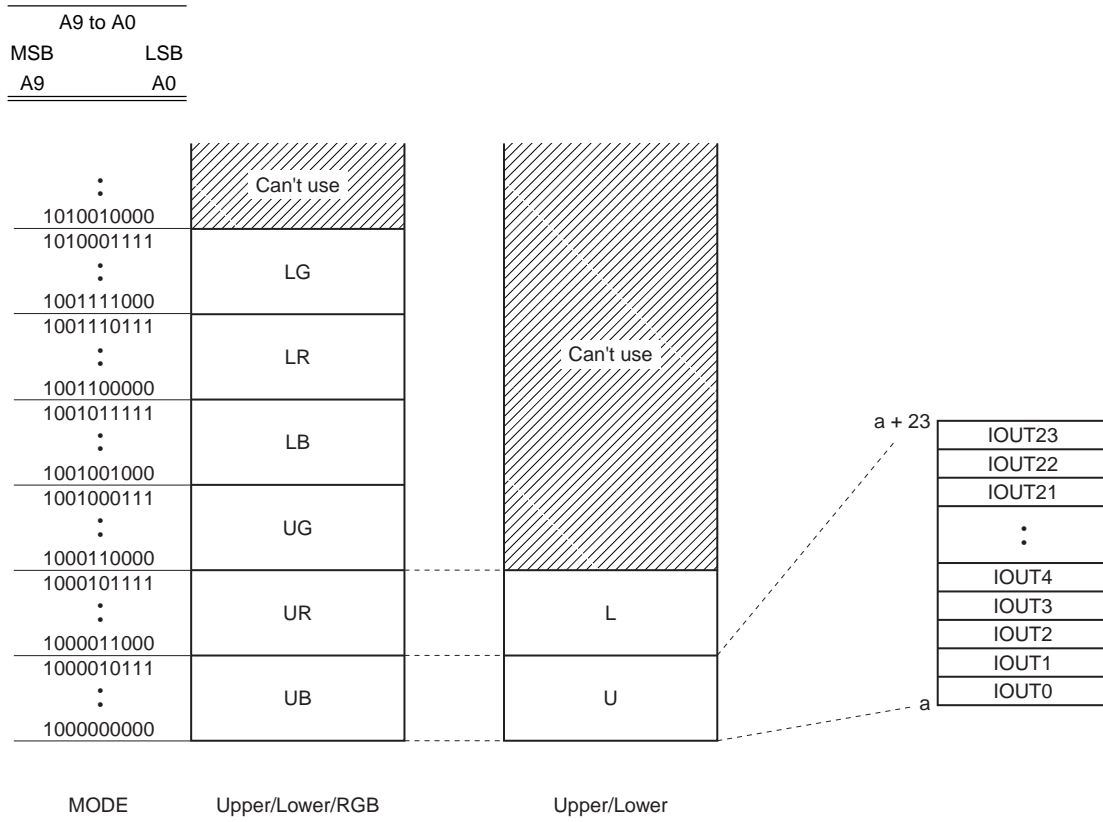 A9 to A0
MSB LSB
A9 A0
:
1010010000
1010001111
:
1001111000
1001110111
:
1001100000
1001011111
:
1001001000
1001000111
:
1000110000
1000101111
:
1000011000
1000010111
:
1000000000
Can't use
LG
LR
LB
UG
UR
UB
Can't use
L
U
a + 23
IOUT23
IOUT22
IOUT21
:
IOUT4
IOUT3
IOUT2
IOUT1
IOUT0
a
MODE Upper/Lower/RGB Upper/Lower